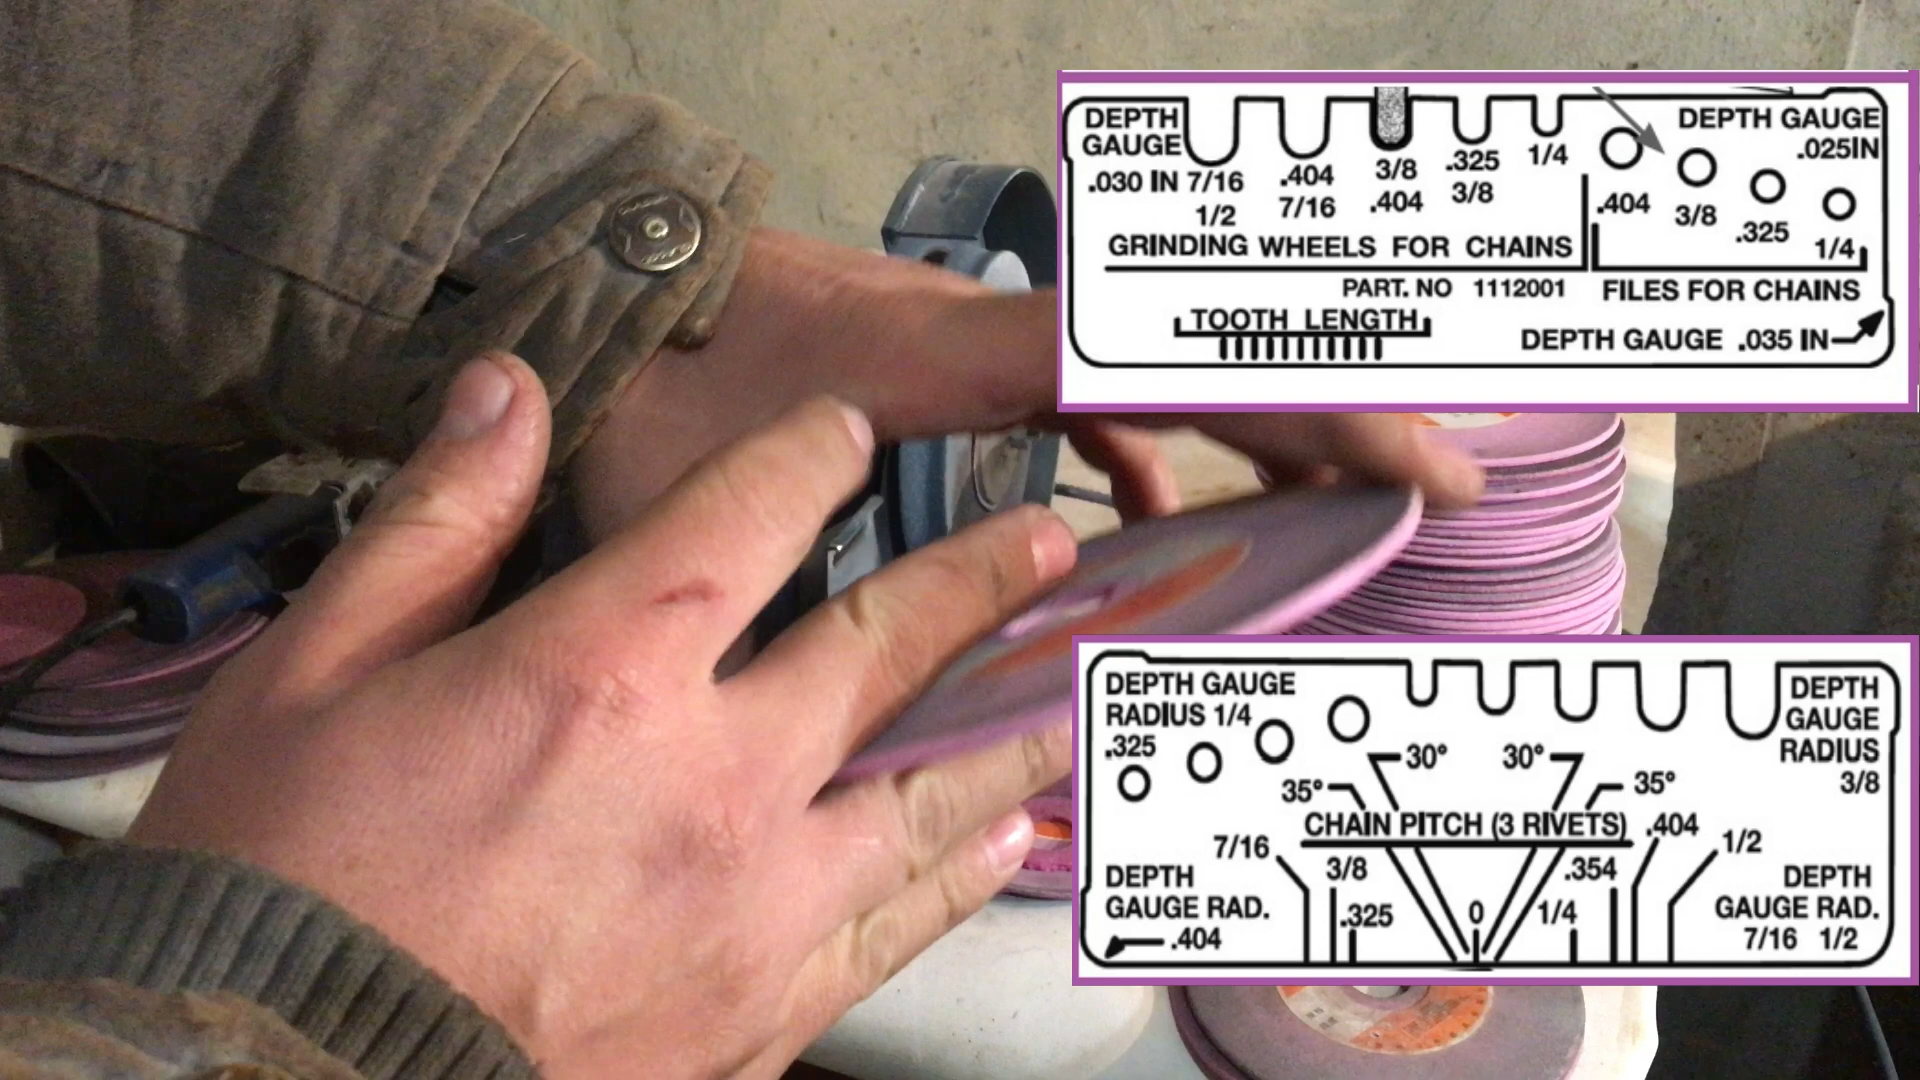 DEPTH
GAUGE
.030 IN
7/16
1/2
.404
7/16
3/8
.404
.325
3/8
1/4
GRINDING WHEELS FOR CHAINS
DEPTH GAUGE
.025IN
.404
3/8
.325
1/4
FILES FOR CHAINS
PART. NO 1112001
TOOTH LENGTH
DEPTH GAUGE .035 IN
DEPTH GAUGE
RADIUS 1/4
.325
DEPTH
GAUGE
RADIUS
3/8
30°
30°
35°
35°
CHAIN PITCH (3 RIVETS)
7/16
3/8
.325
0
1/4
.354
.404
1/2
DEPTH
GAUGE RAD.
.404
DEPTH
GAUGE RAD.
7/16 1/2